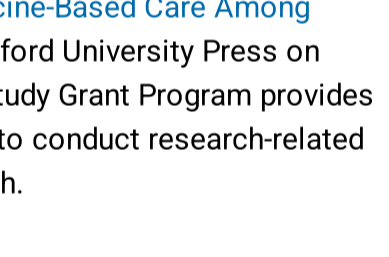 cine-Based Care Among
ford University Press on
tudy Grant Program provides
to conduct research-related
h.